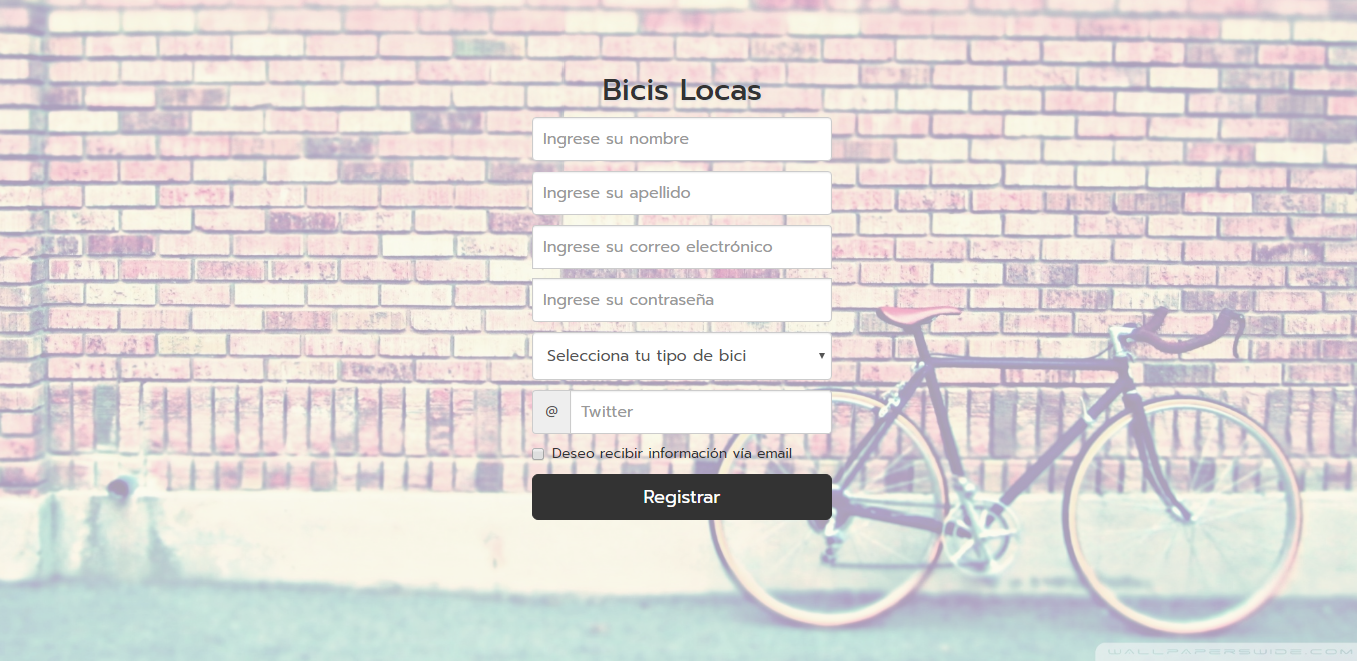 Bicis Locas
Ingrese su nombre
Ingrese su apellido
Ingrese su correo electrónico
Ingrese su contraseña
Selecciona tu tipo de bici ▾
@ Twitter
Deseo recibir información vía email
Registrar
WALLPAPERSWIDE.COM